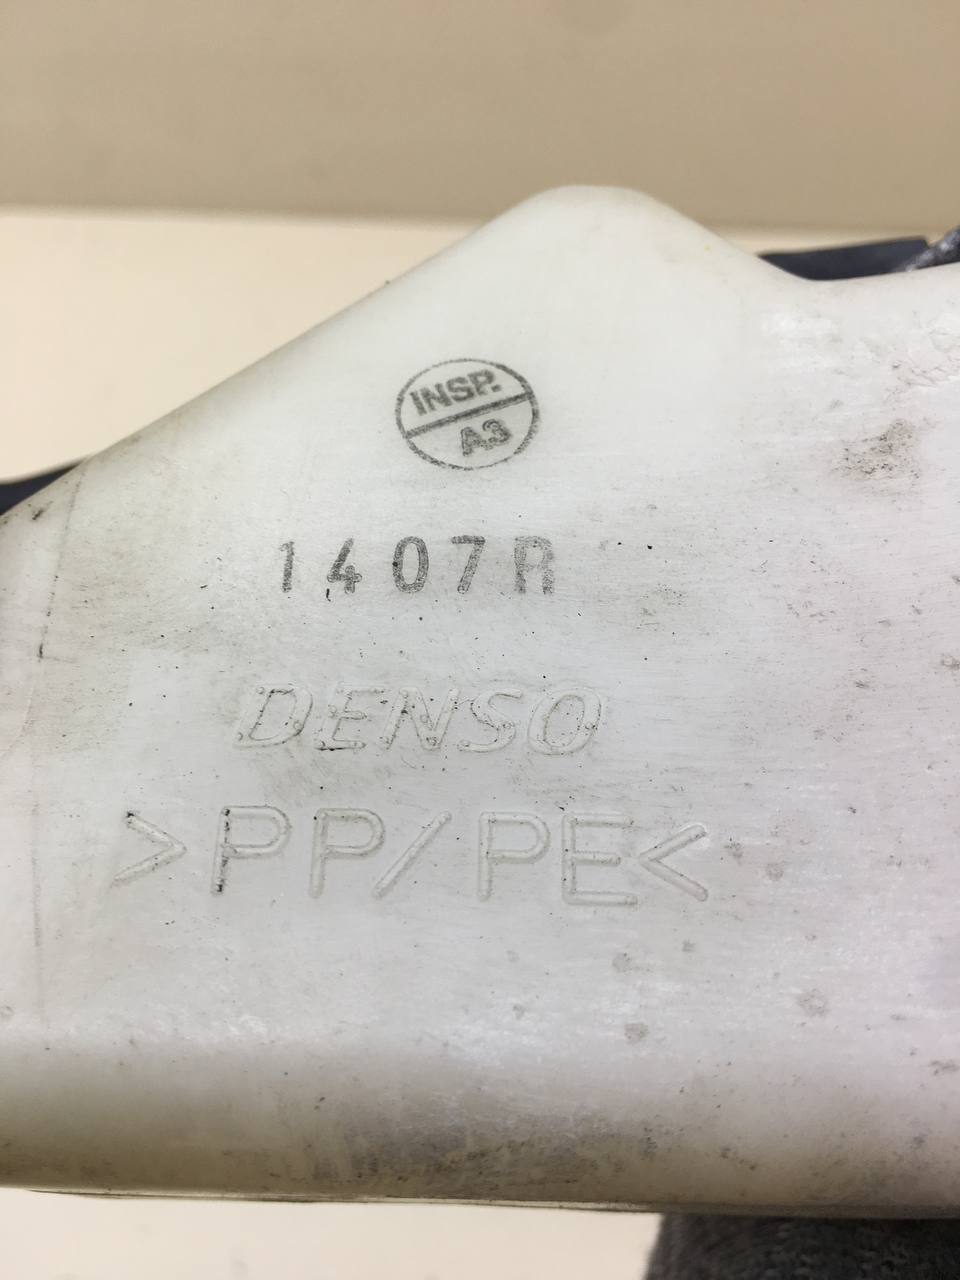 INSP.
A3
1407R
DENSO
>PP/PE<